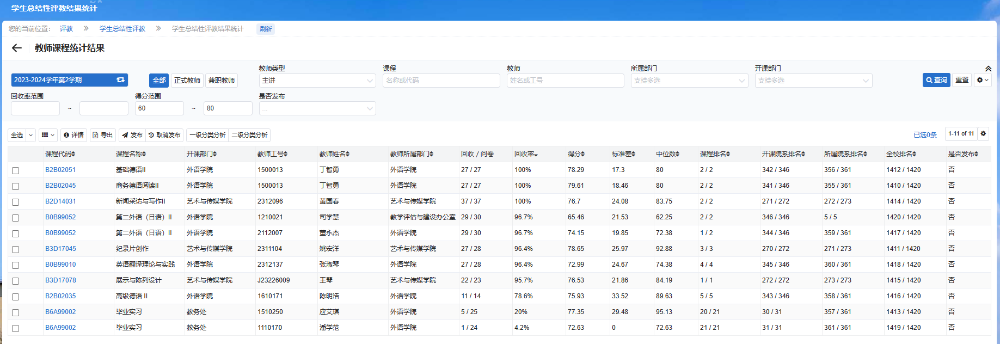 学生总结性评教结果统计
您的当前位置： 评教 » 学生总结性评教 » 学生总结性评教结果统计 刷新
教师课程统计结果
教师类型 课程 教师 所属部门 开课部门
2023-2024学年第2学期 全部 正式教师 兼职教师 主讲 名称或代码 姓名或工号 支持多选 支持多选 查询 重置
回收率范围 得分范围 是否发布
~ 60 ~ 80 ...
全选 详情 导出 发布 取消发布 一级分类分析 二级分类分析 已选0条 1-11 of 11
课程代码 课程名称 开课部门 教师工号 教师姓名 教师所属部门 回收 / 问卷 回收率 得分 标准差 中位数 课程排名 开课院系排名 所属院系排名 全校排名 是否发布
B2B02051 基础德语II 外语学院 1500013 丁智勇 外语学院 27 / 27 100% 78.29 17.3 80 2 / 2 342 / 346 356 / 361 1412 / 1420 否
B2B02045 商务德语阅读II 外语学院 1500013 丁智勇 外语学院 27 / 27 100% 79.61 18.46 80 2 / 2 341 / 346 355 / 361 1410 / 1420 否
B2D14031 新闻采访与写作II 艺术与传媒学院 2312096 黄国春 艺术与传媒学院 37 / 37 100% 76.7 24.08 83.75 2 / 2 271 / 272 272 / 273 1414 / 1420 否
B0B99052 第二外语（日语）II 外语学院 1210021 司学慧 教学评估与建设办公室 29 / 30 96.7% 65.46 21.53 62.25 2 / 2 346 / 346 5 / 5 1420 / 1420 否
B0B99052 第二外语（日语）II 外语学院 2112007 董永杰 外语学院 29 / 30 96.7% 74.15 19.85 72.38 1 / 2 344 / 346 359 / 361 1417 / 1420 否
B3D17045 纪录片创作 艺术与传媒学院 2311104 姚宏洋 艺术与传媒学院 27 / 28 96.4% 78.65 25.97 92.88 3 / 3 270 / 272 271 / 273 1411 / 1420 否
B0B99010 英语翻译理论与实践 外语学院 2312137 张淑琴 外语学院 27 / 28 96.4% 72.99 24.67 74.38 4 / 4 345 / 346 360 / 361 1418 / 1420 否
B3D17078 展示与陈列设计 艺术与传媒学院 J23226009 王琴 艺术与传媒学院 22 / 23 95.7% 76.53 21.86 84.19 1 / 1 272 / 272 273 / 273 1415 / 1420 否
B2B02035 高级德语 II 外语学院 1610171 陈明浩 外语学院 11 / 14 78.6% 75.93 33.52 89.63 5 / 5 343 / 346 358 / 361 1416 / 1420 否
B6A99002 毕业实习 教务处 1510250 应艾琪 外语学院 5 / 25 20% 77.35 29.48 95.13 20 / 21 30 / 31 357 / 361 1413 / 1420 否
B6A99002 毕业实习 教务处 1110170 潘学范 外语学院 1 / 24 4.2% 72.63 0 72.63 21 / 21 31 / 31 361 / 361 1419 / 1420 否